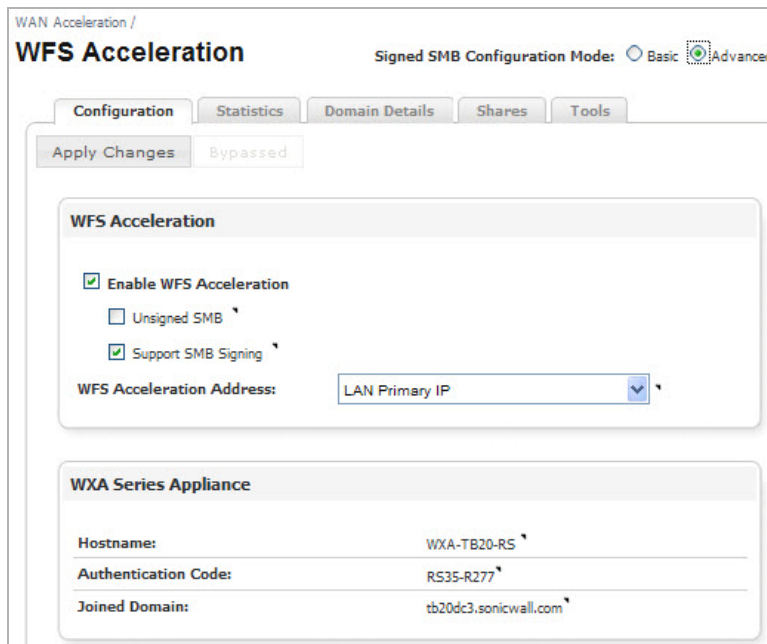 WAN Acceleration /
WFS Acceleration
Signed SMB Configuration Mode: Basic Advanced
Configuration Statistics Domain Details Shares Tools
Apply Changes Bypassed
WFS Acceleration
Enable WFS Acceleration
Unsigned SMB
Support SMB Signing
WFS Acceleration Address: LAN Primary IP
WXA Series Appliance
Hostname: WXA-TB20-RS
Authentication Code: RS35-R277
Joined Domain: tb20dc3.sonicwall.com